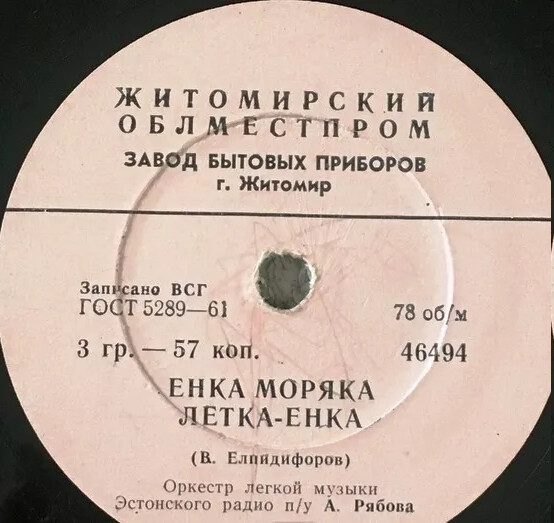 ЖИТОМИРСКИЙ
ОБЛМЕСТПРОМ
ЗАВОД БЫТОВЫХ ПРИБОРОВ
г. Житомир
Записано ВСГ
ГОСТ 5289—61 78 об/м
3 гр. — 57 коп. 46494
ЕНКА МОРЯКА
ЛЕТКА-ЕНКА
(В. Елпидифоров)
Оркестр легкой музыки
Эстонского радио п/у А. Рябова